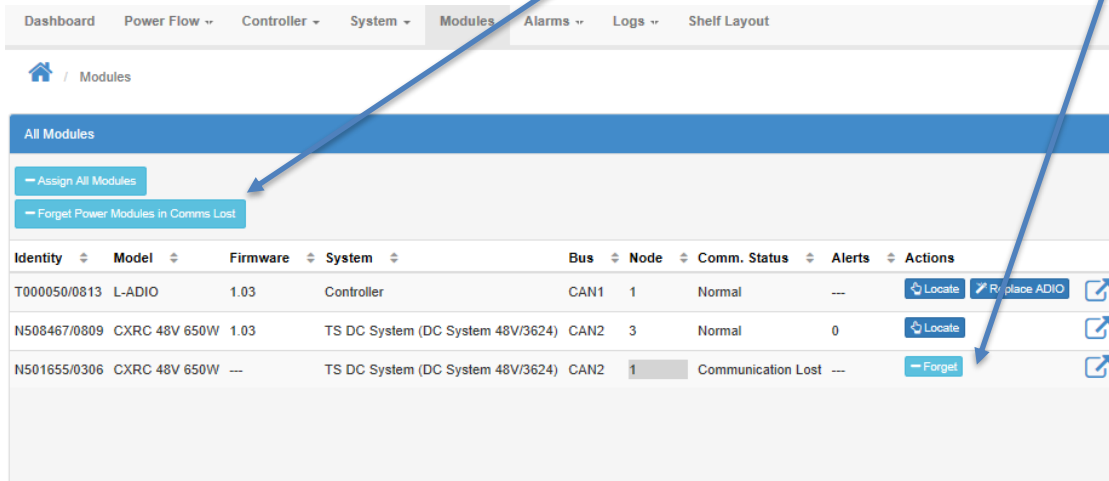 Dashboard Power Flow Controller System Modules Alarms Logs Shelf Layout
/ Modules
All Modules
Assign All Modules
Forget Power Modules in Comms Lost
Identity Model Firmware System Bus Node Comm. Status Alerts Actions
T000050/0813 L-ADIO 1.03 Controller CAN1 1 Normal --- Locate Replace ADIO
N508467/0809 CXRC 48V 650W 1.03 TS DC System (DC System 48V/3624) CAN2 3 Normal 0 Locate
N501655/0306 CXRC 48V 650W --- TS DC System (DC System 48V/3624) CAN2 1 Communication Lost --- Forget